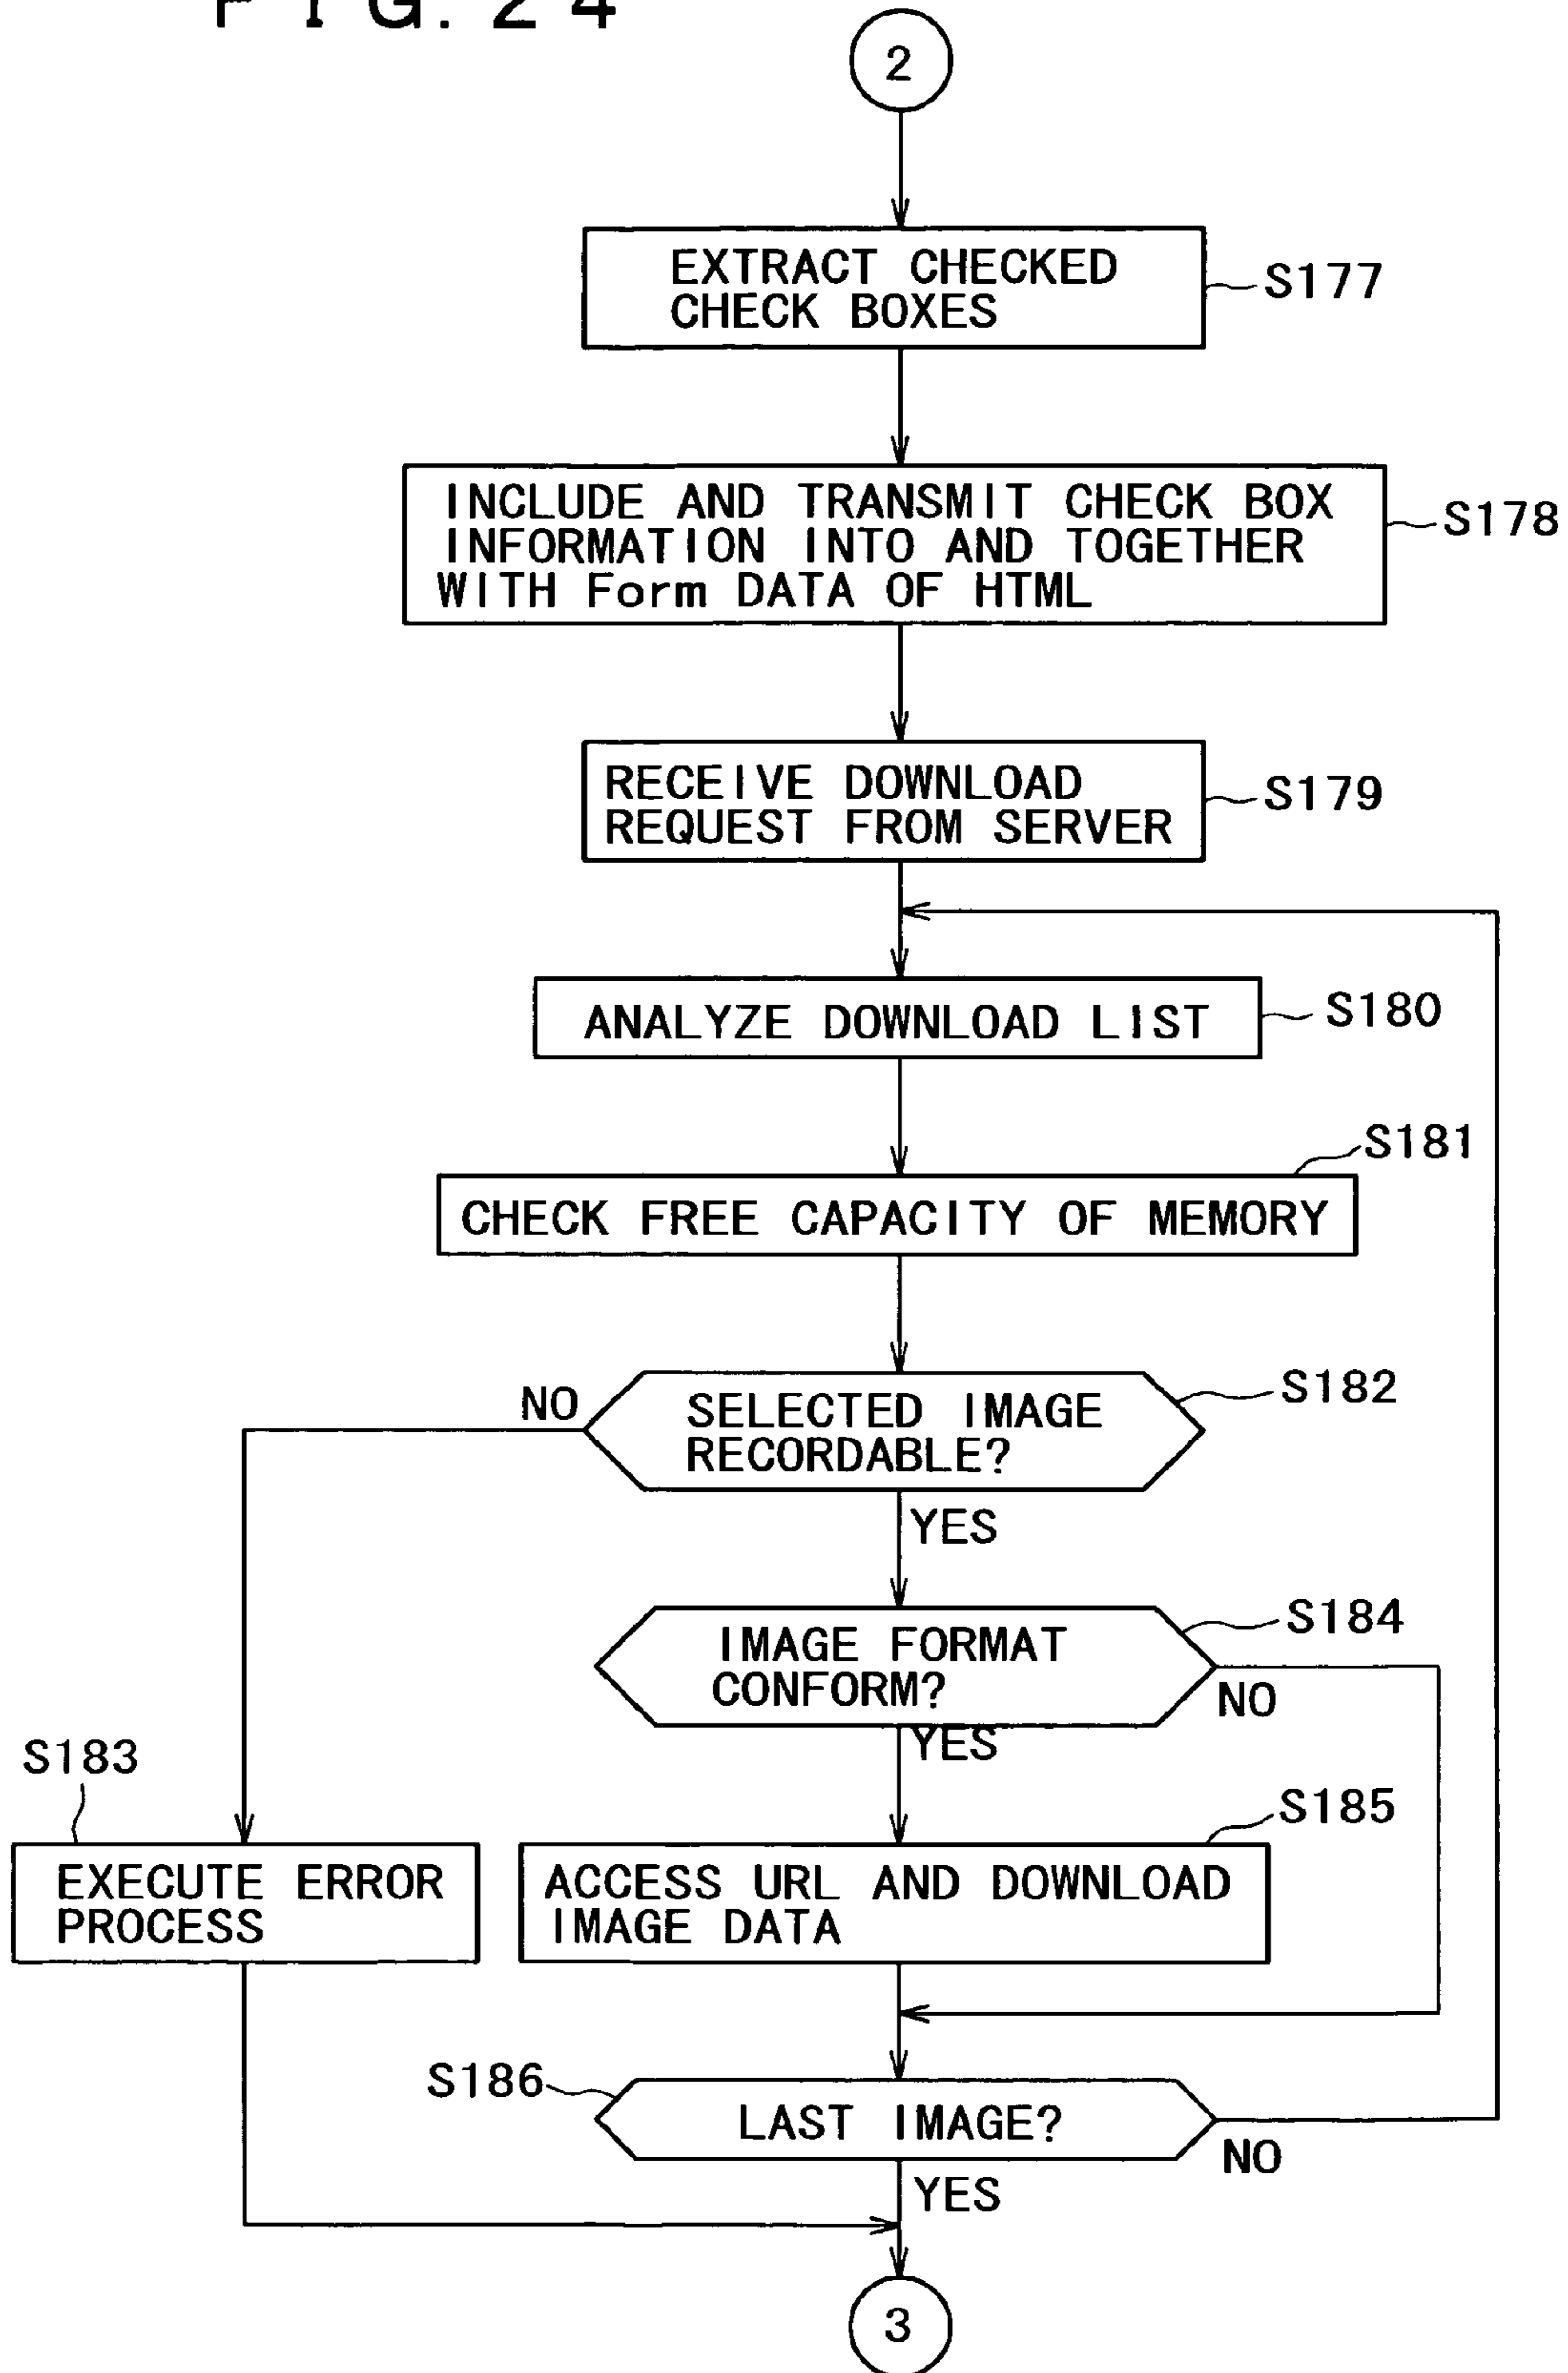 FIG. 24
2
EXTRACT CHECKED
CHECK BOXES
S177
INCLUDE AND TRANSMIT CHECK BOX
INFORMATION INTO AND TOGETHER
WITH Form DATA OF HTML
S178
RECEIVE DOWNLOAD
REQUEST FROM SERVER
S179
ANALYZE DOWNLOAD LIST
S180
S181
CHECK FREE CAPACITY OF MEMORY
NO
SELECTED IMAGE
RECORDABLE?
S182
YES
IMAGE FORMAT
CONFORM?
S184
NO
YES
S183
EXECUTE ERROR
PROCESS
S185
ACCESS URL AND DOWNLOAD
IMAGE DATA
S186
LAST IMAGE?
NO
YES
3